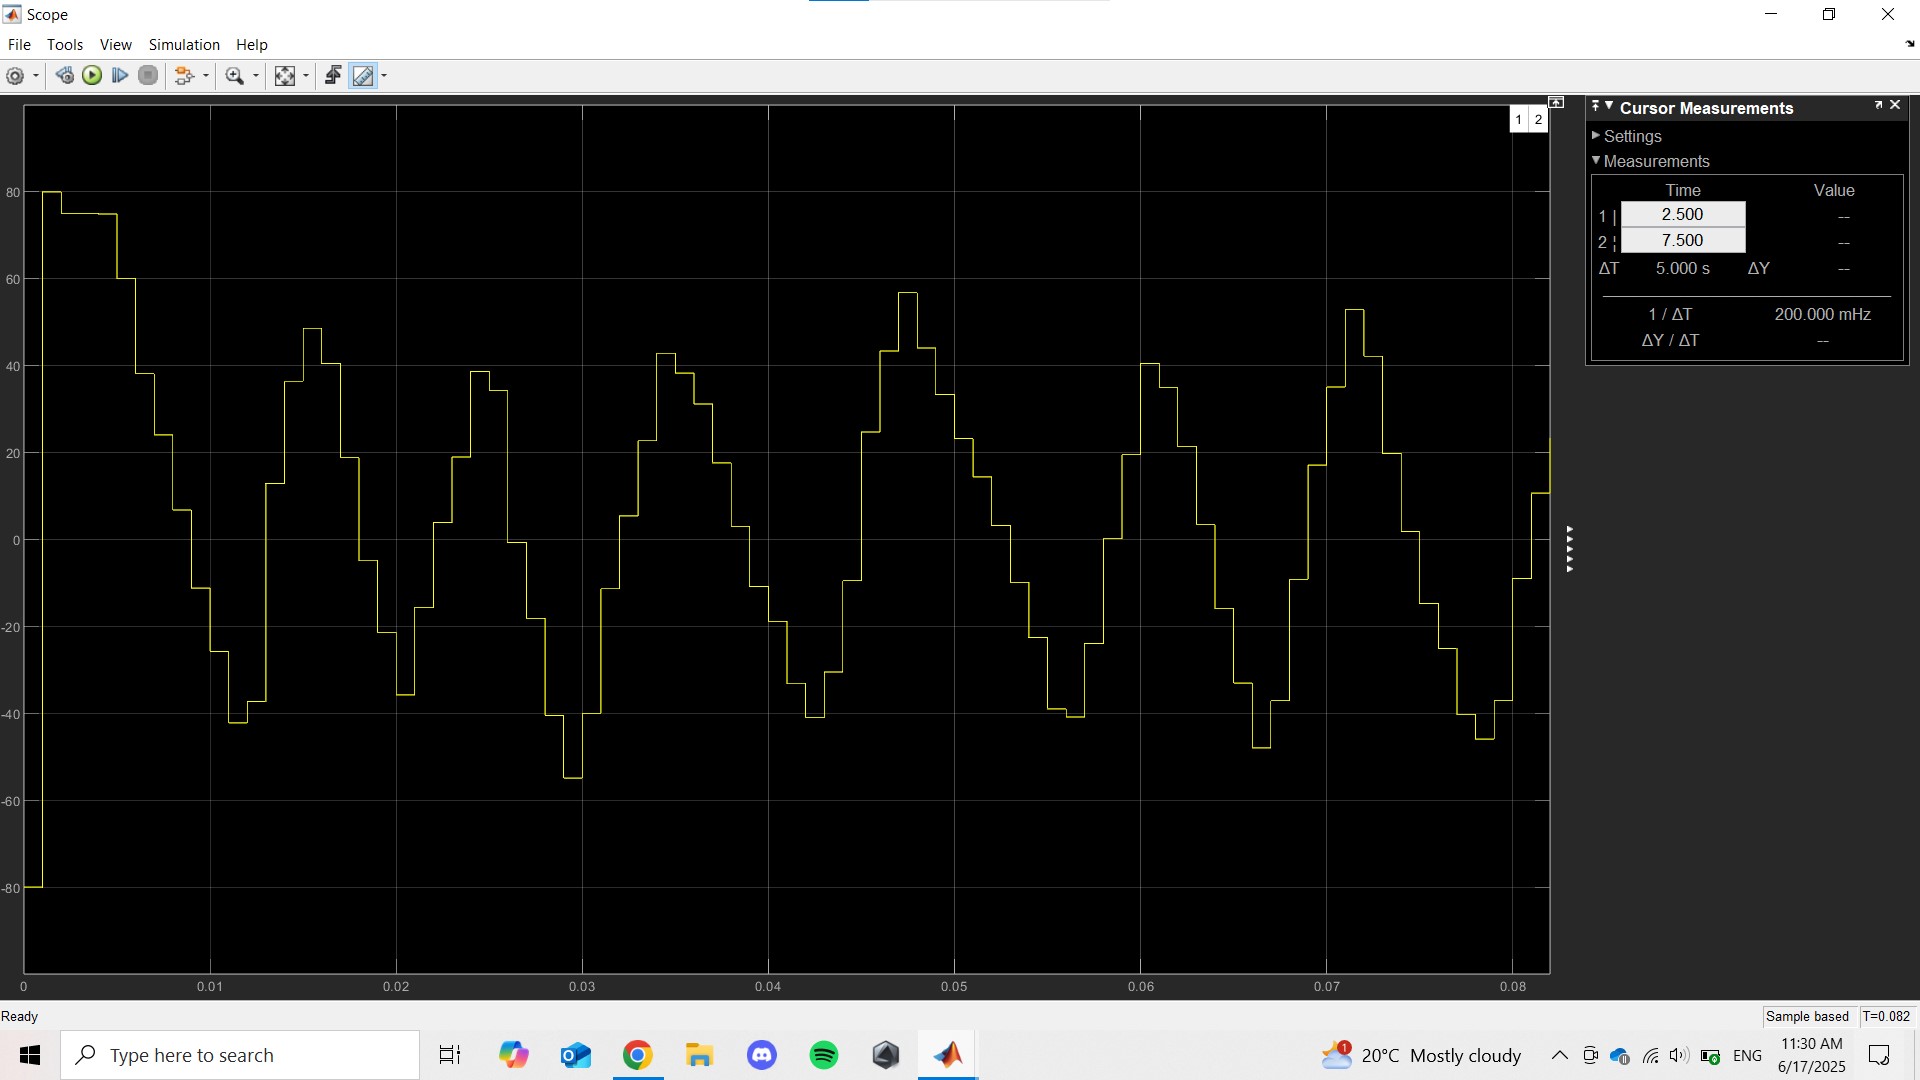 Scope
File Tools View Simulation Help
1 2
80
60
40
20
0
-20
-40
-60
-80
0 0.01 0.02 0.03 0.04 0.05 0.06 0.07 0.08
Cursor Measurements
Settings
Measurements
Time Value
1 | 2.500 --
2 ¦ 7.500 --
ΔT 5.000 s ΔY --
1 / ΔT 200.000 mHz
ΔY / ΔT --
Ready
Sample based T=0.082
Type here to search
1
20°C Mostly cloudy
ENG
11:30 AM
6/17/2025